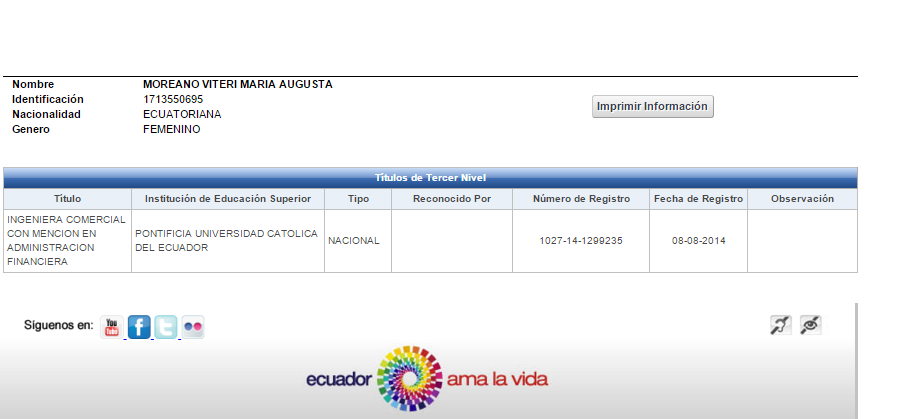 Nombre MOREANO VITERI MARIA AUGUSTA
Identificación 1713550695
Imprimir Información
Nacionalidad ECUATORIANA
Genero FEMENINO
Títulos de Tercer Nivel
Título Institución de Educación Superior Tipo Reconocido Por Número de Registro Fecha de Registro Observación
INGENIERA COMERCIAL
CON MENCION EN
ADMINISTRACION
FINANCIERA
PONTIFICIA UNIVERSIDAD CATOLICA
DEL ECUADOR
NACIONAL
1027-14-1299235
08-08-2014
Síguenos en: You Tube f t
ecuador ama la vida